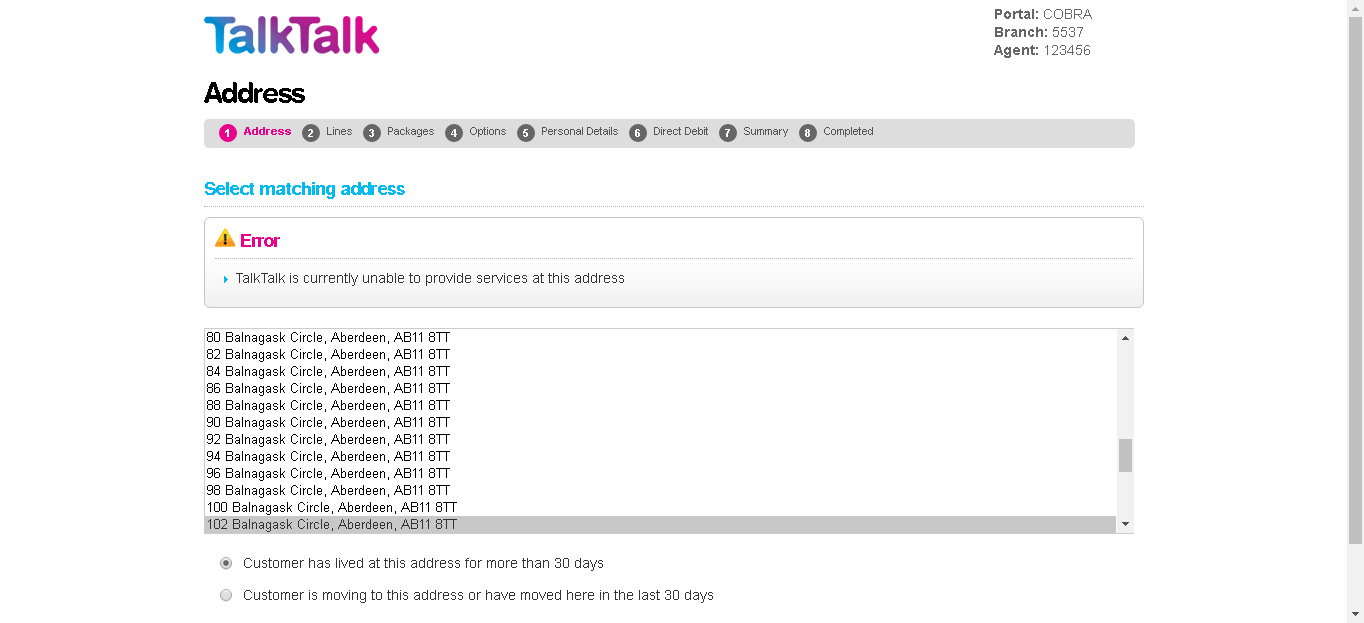 TalkTalk
Portal: COBRA
Branch: 5537
Agent: 123456
Address
1 Address 2 Lines 3 Packages 4 Options 5 Personal Details 6 Direct Debit 7 Summary 8 Completed
Select matching address
Error
TalkTalk is currently unable to provide services at this address
80 Balnagask Circle, Aberdeen, AB11 8TT
82 Balnagask Circle, Aberdeen, AB11 8TT
84 Balnagask Circle, Aberdeen, AB11 8TT
86 Balnagask Circle, Aberdeen, AB11 8TT
88 Balnagask Circle, Aberdeen, AB11 8TT
90 Balnagask Circle, Aberdeen, AB11 8TT
92 Balnagask Circle, Aberdeen, AB11 8TT
94 Balnagask Circle, Aberdeen, AB11 8TT
96 Balnagask Circle, Aberdeen, AB11 8TT
98 Balnagask Circle, Aberdeen, AB11 8TT
100 Balnagask Circle, Aberdeen, AB11 8TT
102 Balnagask Circle, Aberdeen, AB11 8TT
Customer has lived at this address for more than 30 days
Customer is moving to this address or have moved here in the last 30 days